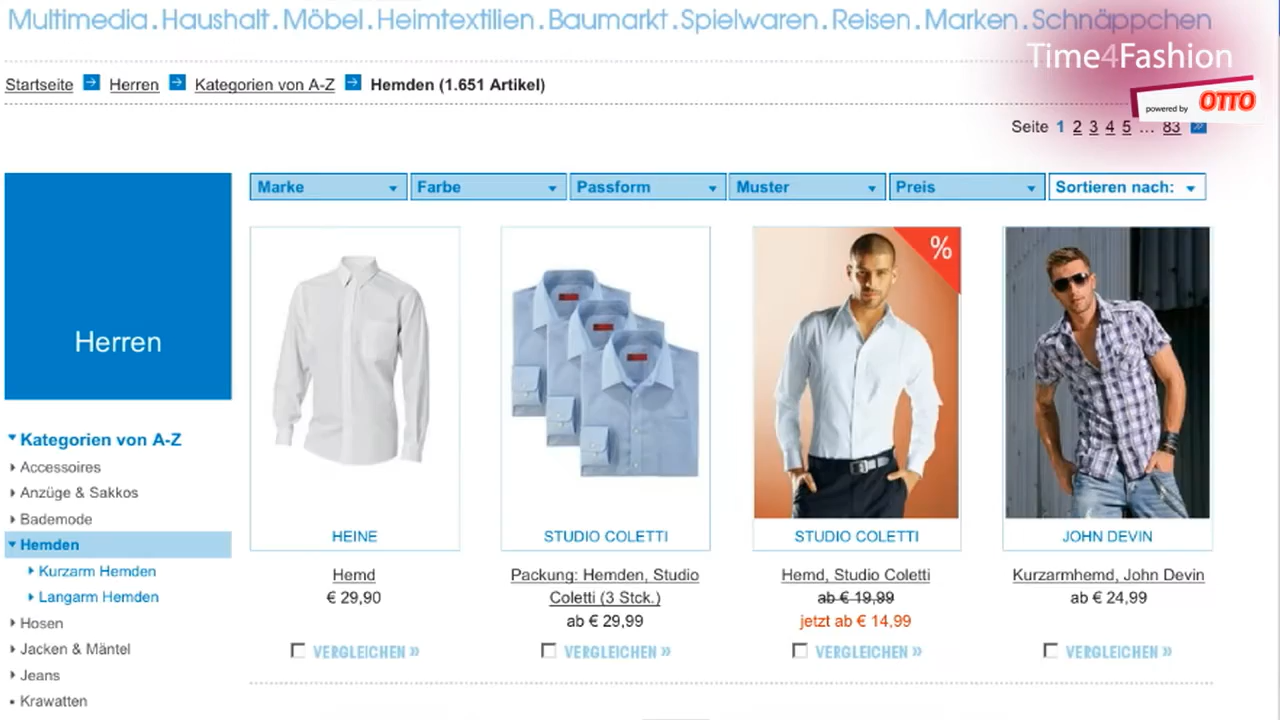 Multimedia.Haushalt.Möbel.Heimtextilien.Baumarkt.Spielwaren.Reisen.Marken.Schnäppchen
Time4Fashion
powered by OTTO
Startseite Herren Kategorien von A-Z Hemden (1.651 Artikel)
Seite 1 2 3 4 5 ... 83
Marke Farbe Passform Muster Preis Sortieren nach:
%
Herren
Kategorien von A-Z
Accessoires
Anzüge & Sakkos
Bademode
Hemden
Kurzarm Hemden
Langarm Hemden
Hosen
Jacken & Mäntel
Jeans
Krawatten
HEINE
Hemd
€ 29,90
VERGLEICHEN »
STUDIO COLETTI
Packung: Hemden, Studio
Coletti (3 Stck.)
ab € 29,99
VERGLEICHEN »
STUDIO COLETTI
Hemd, Studio Coletti
ab € 19,99
jetzt ab € 14,99
VERGLEICHEN »
JOHN DEVIN
Kurzarmhemd, John Devin
ab € 24,99
VERGLEICHEN »